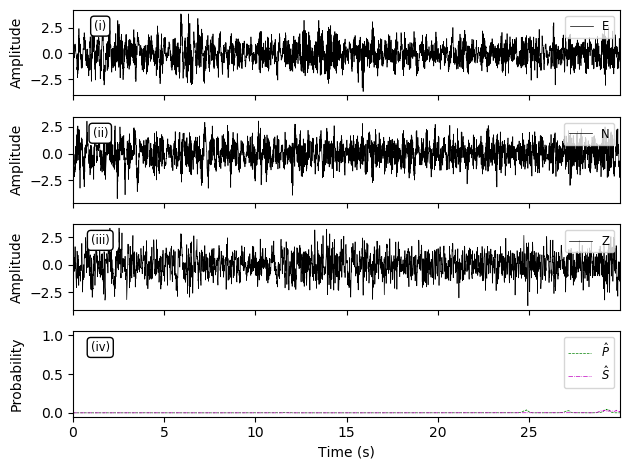 Amplitude
2.5
0.0
−2.5
(i)
E
Amplitude
2.5
0.0
−2.5
(ii)
N
Amplitude
2.5
0.0
−2.5
(iii)
Z
Probability
1.0
0.5
0.0
(iv)
P̂
Ŝ
0 5 10 15 20 25
Time (s)